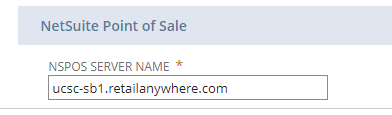 NetSuite Point of Sale
NSPOS SERVER NAME *
ucsc-sb1.retailanywhere.com